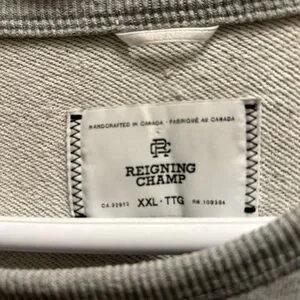 HANDCRAFTED IN CANADA · FABRIQUÉ AU CANADA
RC
REIGNING
CHAMP
CA.32912 XXL · TTG RN.109384